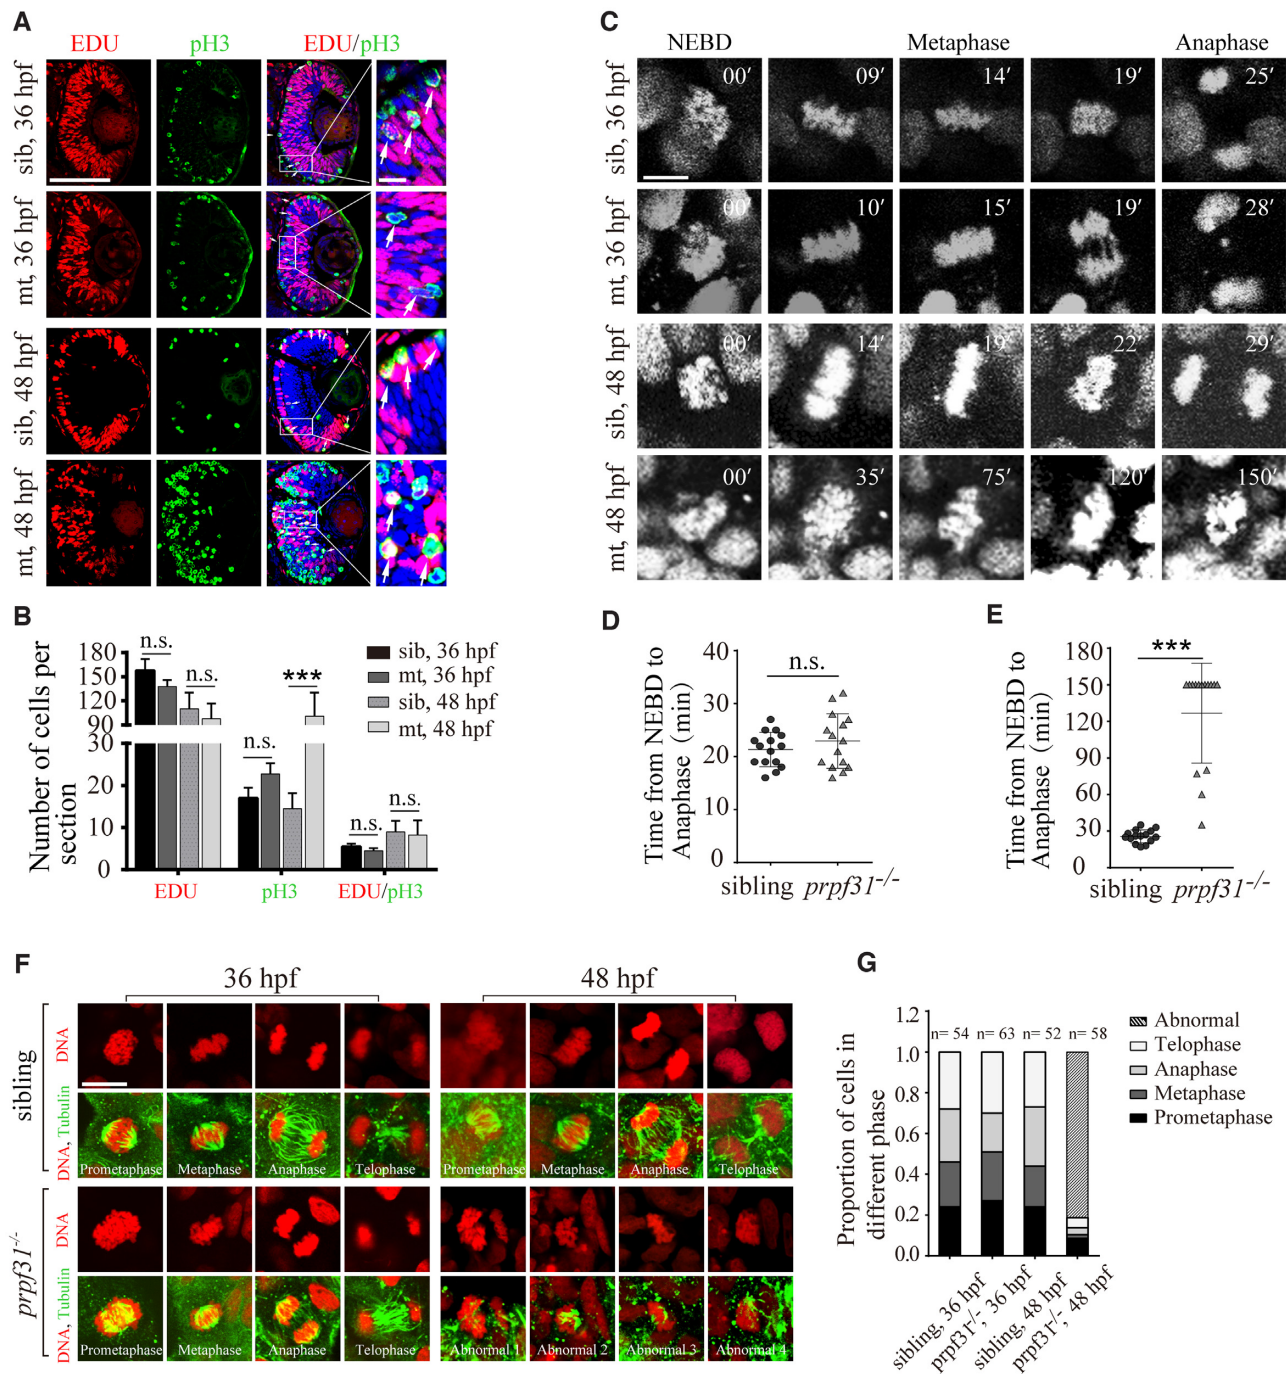 A
EDU
pH3
EDU/pH3
sib, 36 hpf
mt, 36 hpf
sib, 48 hpf
mt, 48 hpf
B
Number of cells per
section
180
150
120
90
30
20
10
0
n.s.
n.s.
n.s.
***
n.s.
n.s.
EDU
pH3
EDU/pH3
sib, 36 hpf
mt, 36 hpf
sib, 48 hpf
mt, 48 hpf
C
NEBD
Metaphase
Anaphase
sib, 36 hpf
00′
09′
14′
19′
25′
mt, 36 hpf
00′
10′
15′
19′
28′
sib, 48 hpf
00′
14′
19′
22′
29′
mt, 48 hpf
00′
35′
75′
120′
150′
D
Time from NEBD to
Anaphase (min)
40
30
20
10
0
n.s.
sibling
prpf31-/-
E
Time from NEBD to
Anaphase (min)
180
150
120
90
60
30
0
***
sibling
prpf31-/-
F
36 hpf
48 hpf
sibling
DNA
DNA, Tubulin
Prometaphase
Metaphase
Anaphase
Telophase
Prometaphase
Metaphase
Anaphase
Telophase
prpf31-/-
DNA
DNA, Tubulin
Prometaphase
Metaphase
Anaphase
Telophase
Abnormal 1
Abnormal 2
Abnormal 3
Abnormal 4
G
Proportion of cells in
different phase
1.2
1.0
0.8
0.6
0.4
0.2
0.0
n= 54
n= 63
n= 52
n= 58
Abnormal
Telophase
Anaphase
Metaphase
Prometaphase
sibling, 36 hpf
prpf31-/-, 36 hpf
sibling, 48 hpf
prpf31-/-, 48 hpf